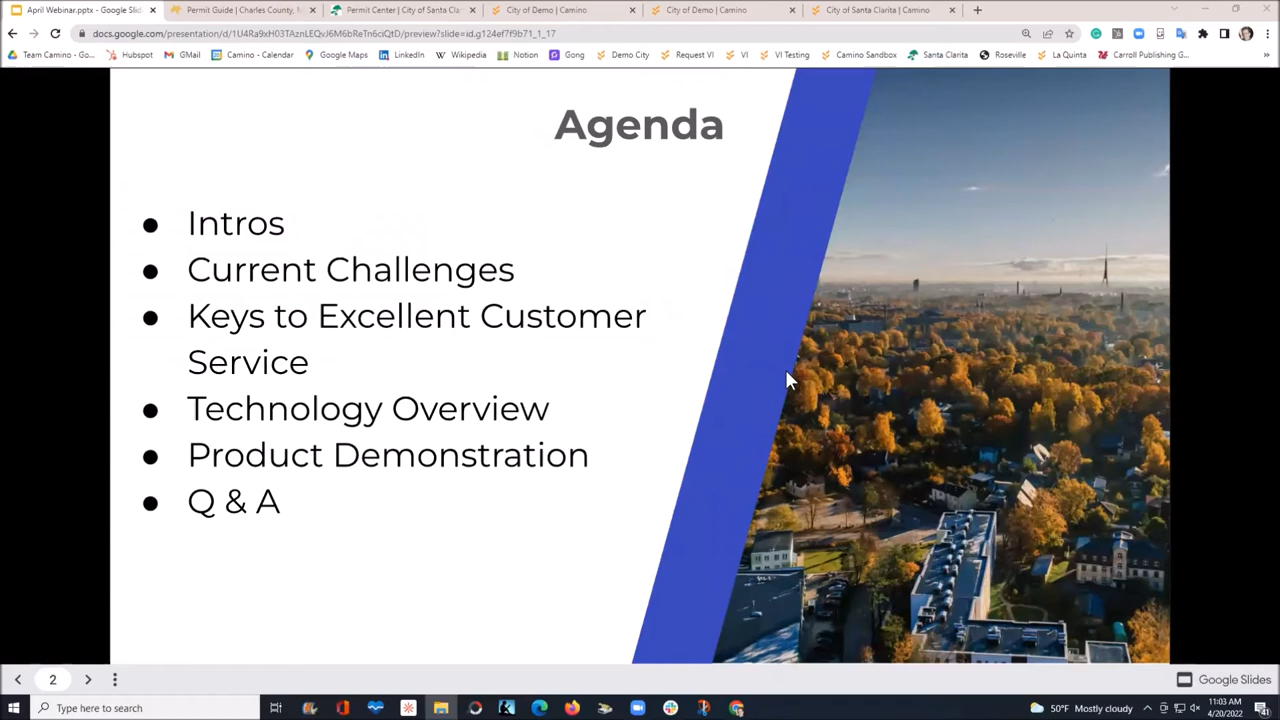 April Webinar.pptx - Google Slid
Permit Guide | Charles County, M
Permit Center | City of Santa Cla
City of Demo | Camino
City of Demo | Camino
City of Santa Clarita | Camino
docs.google.com/presentation/d/1U4Ra9xH03TAznLEQvJ6MbReTn6ciQtD/preview?slide=id.g124ef7f9b71_1_17
Team Camino - Go...
Hubspot
GMail
Camino - Calendar
Google Maps
LinkedIn
Wikipedia
Notion
Gong
Demo City
Request VI
VI
VI Testing
Camino Sandbox
Santa Clarita
Roseville
La Quinta
Carroll Publishing G...
Agenda
● Intros
● Current Challenges
● Keys to Excellent Customer
Service
● Technology Overview
● Product Demonstration
● Q & A
2
Google Slides
Type here to search
50°F Mostly cloudy
11:03 AM
4/20/2022